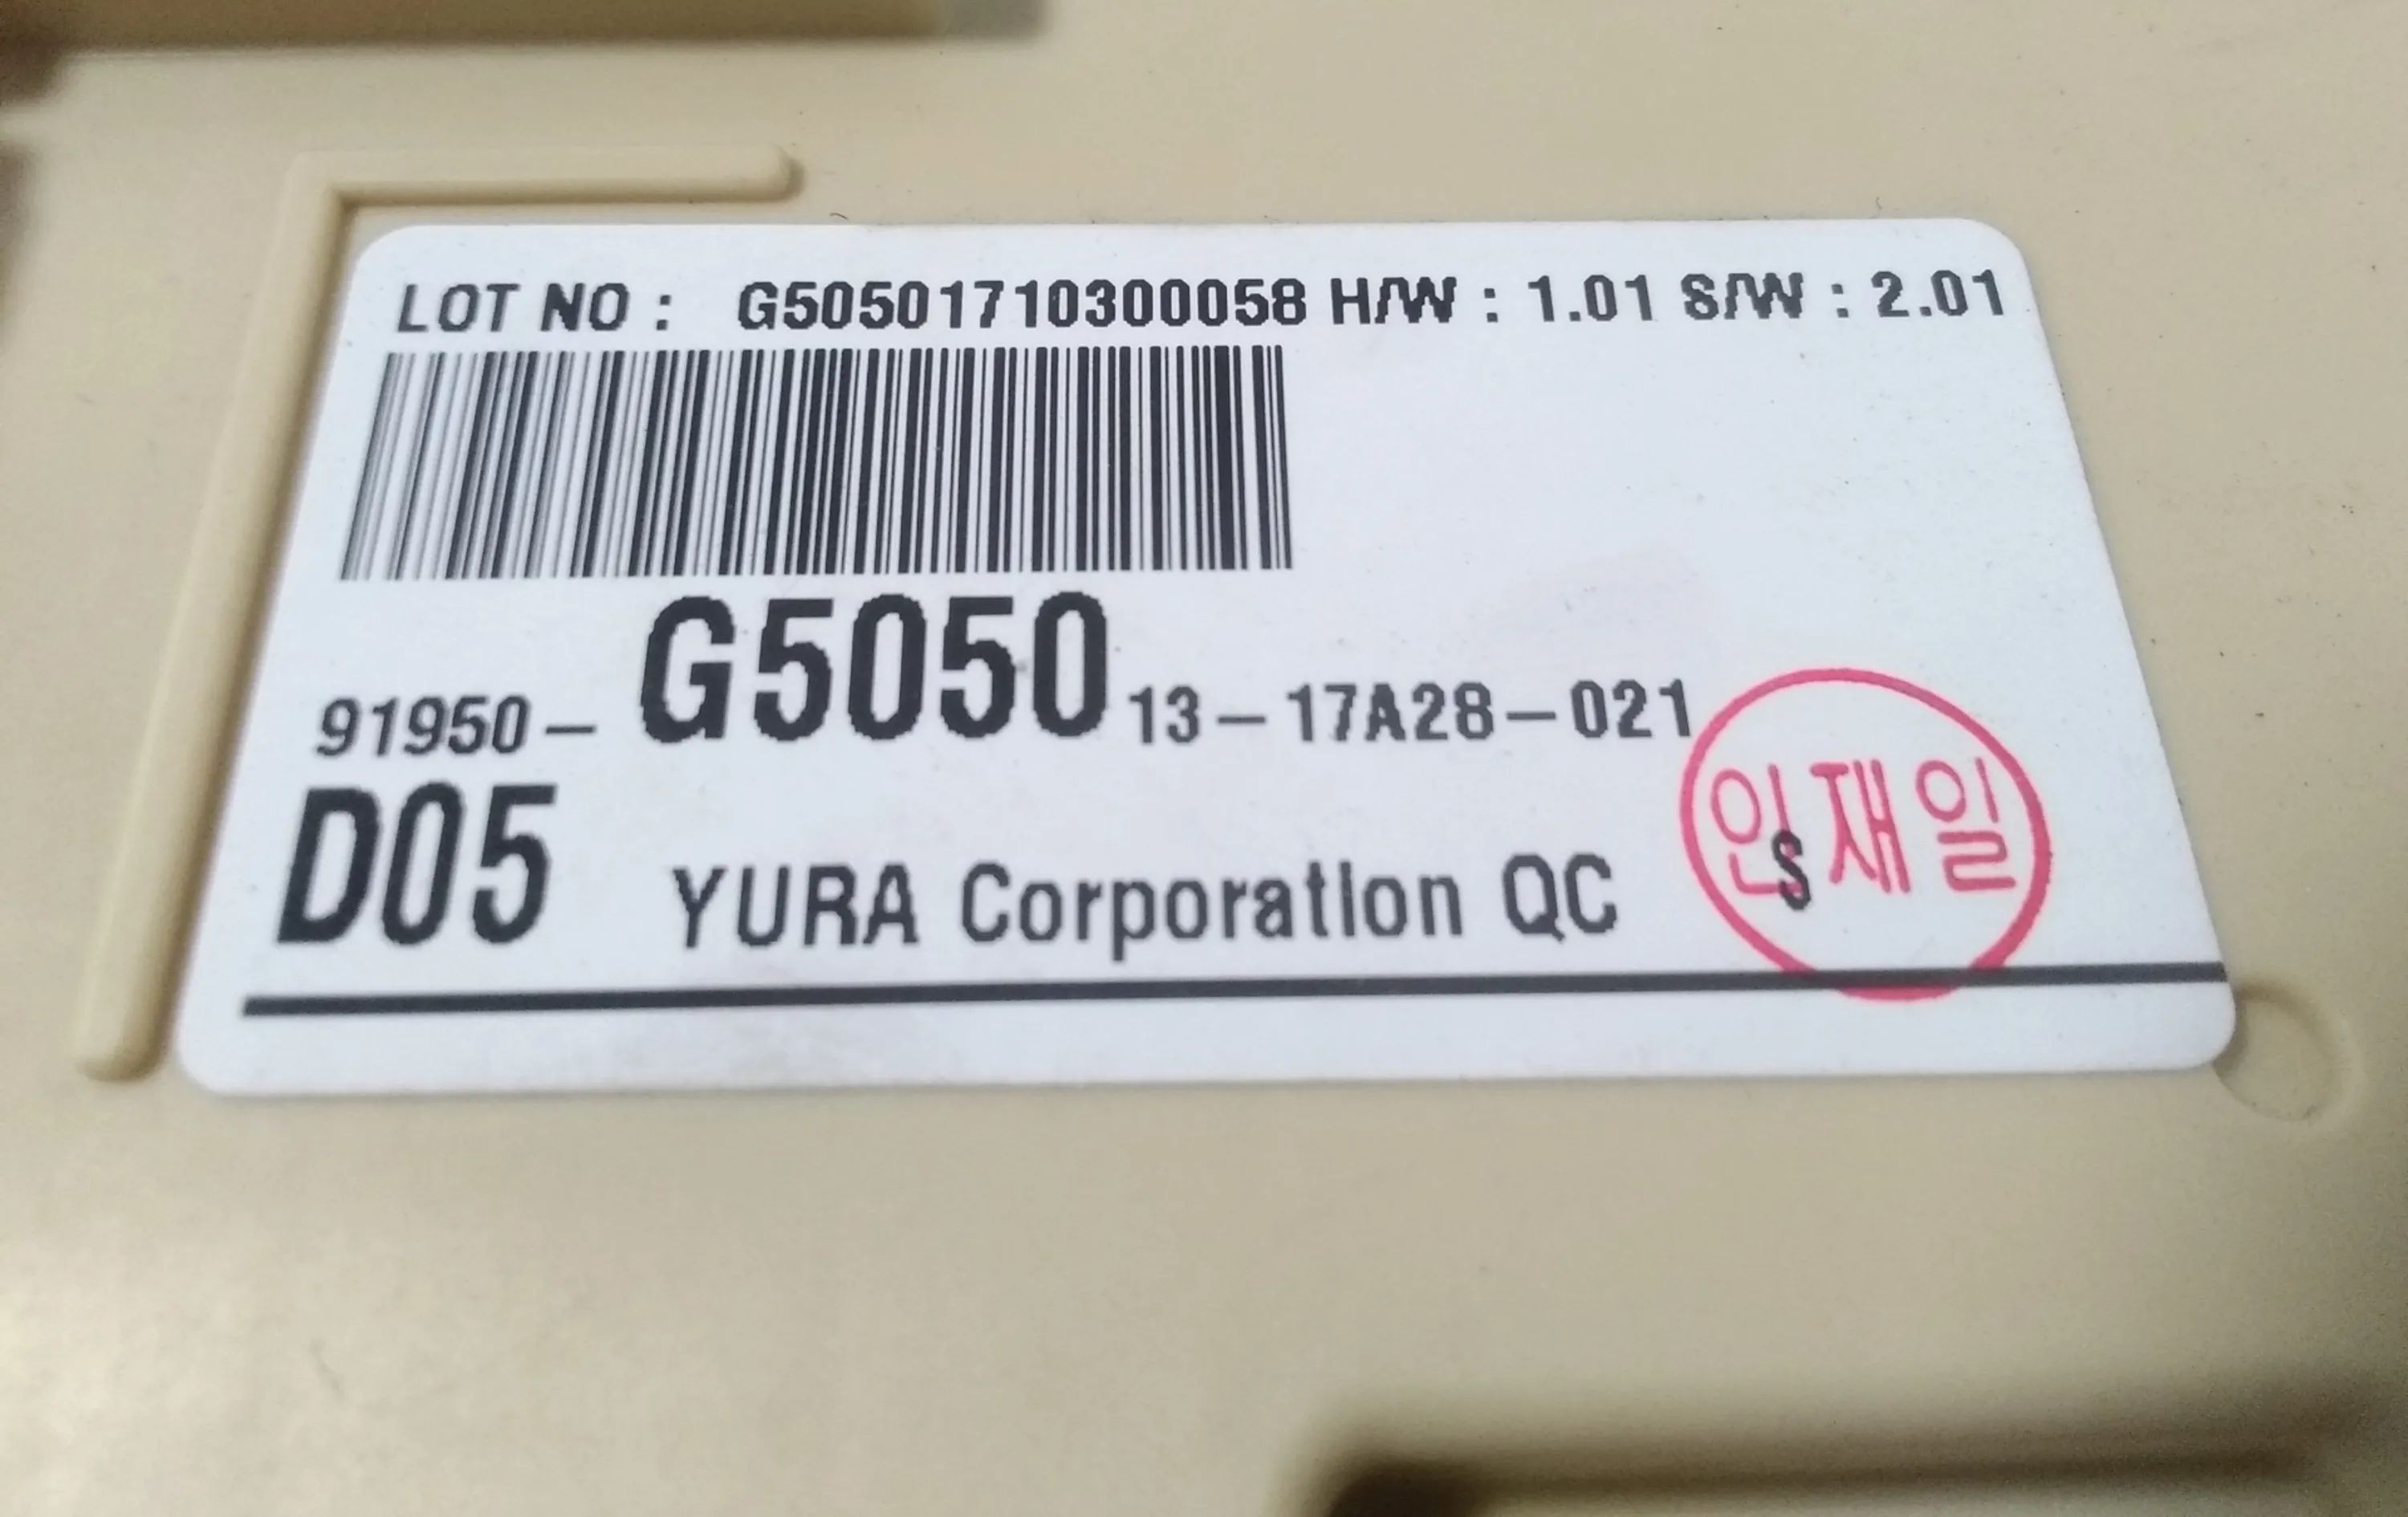 LOT NO : G50501710300058 H/W : 1.01 S/W : 2.01
91950- G5050 13-17A28-021
D05 YURA Corporation QC S
인재일